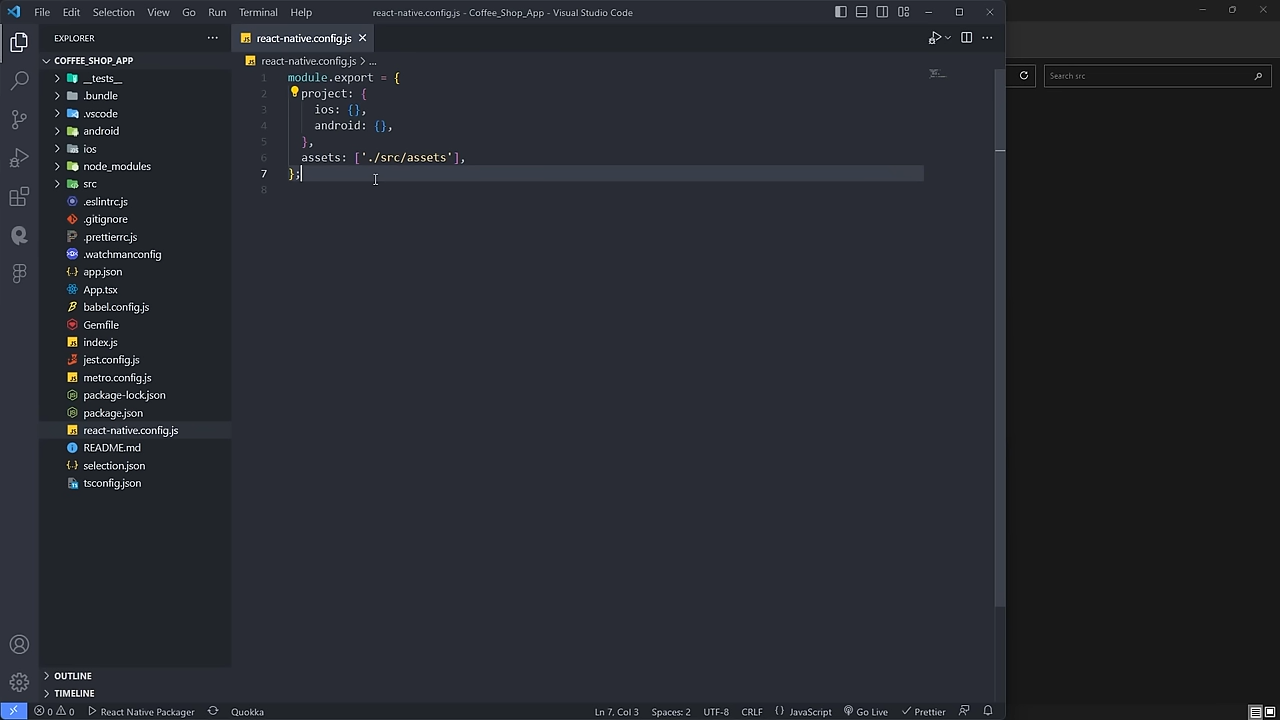 File Edit Selection View Go Run Terminal Help
react-native.config.js - Coffee_Shop_App - Visual Studio Code
EXPLORER
COFFEE_SHOP_APP
__tests__
.bundle
.vscode
android
ios
node_modules
src
.eslintrc.js
.gitignore
.prettierrc.js
.watchmanconfig
app.json
App.tsx
babel.config.js
Gemfile
index.js
jest.config.js
metro.config.js
package-lock.json
package.json
react-native.config.js
README.md
selection.json
tsconfig.json
OUTLINE
TIMELINE
react-native.config.js
react-native.config.js > ...
1 module.export = {
2 project: {
3 ios: {},
4 android: {},
5 },
6 assets: ['./src/assets'],
7 };
8
Search src
0 0 React Native Packager Quokka Ln 7, Col 3 Spaces: 2 UTF-8 CRLF {} JavaScript Go Live Prettier